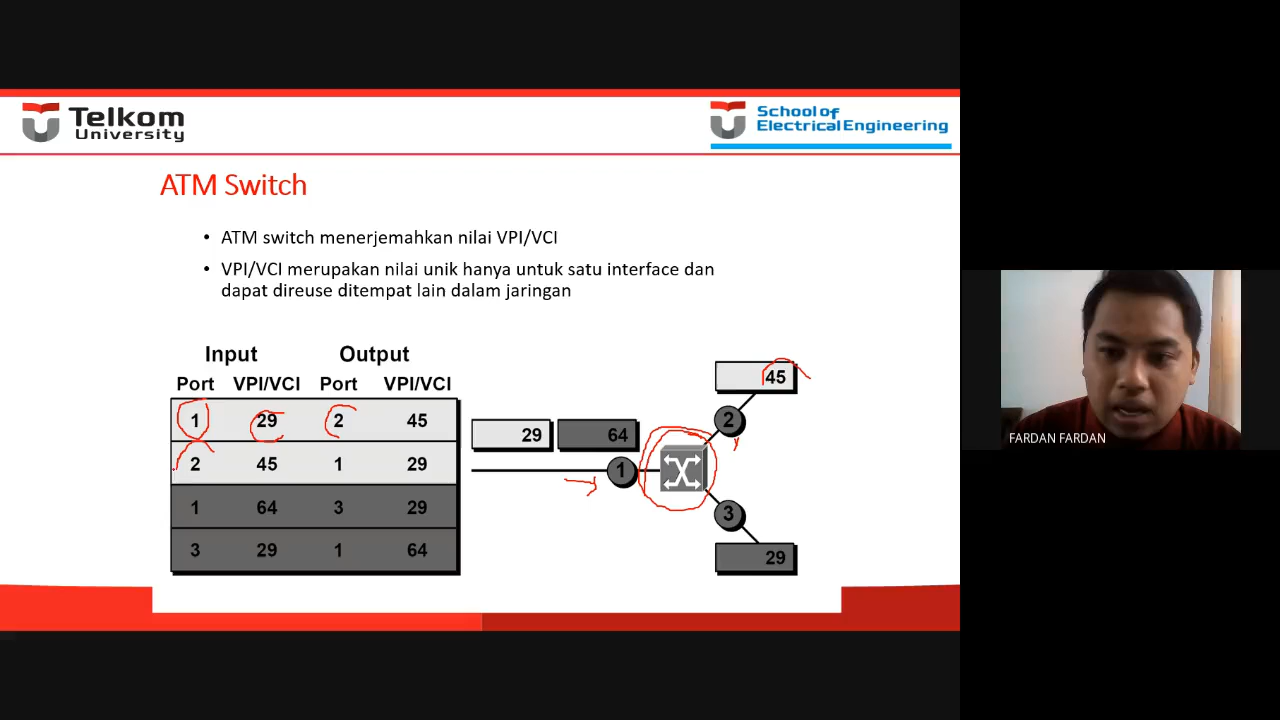 Telkom
University
School of
Electrical Engineering
ATM Switch
• ATM switch menerjemahkan nilai VPI/VCI
• VPI/VCI merupakan nilai unik hanya untuk satu interface dan
dapat direuse ditempat lain dalam jaringan
Input Output
Port VPI/VCI Port VPI/VCI
1 29 2 45
2 45 1 29
1 64 3 29
3 29 1 64
29 64
1
45
2
3
29
FARDAN FARDAN